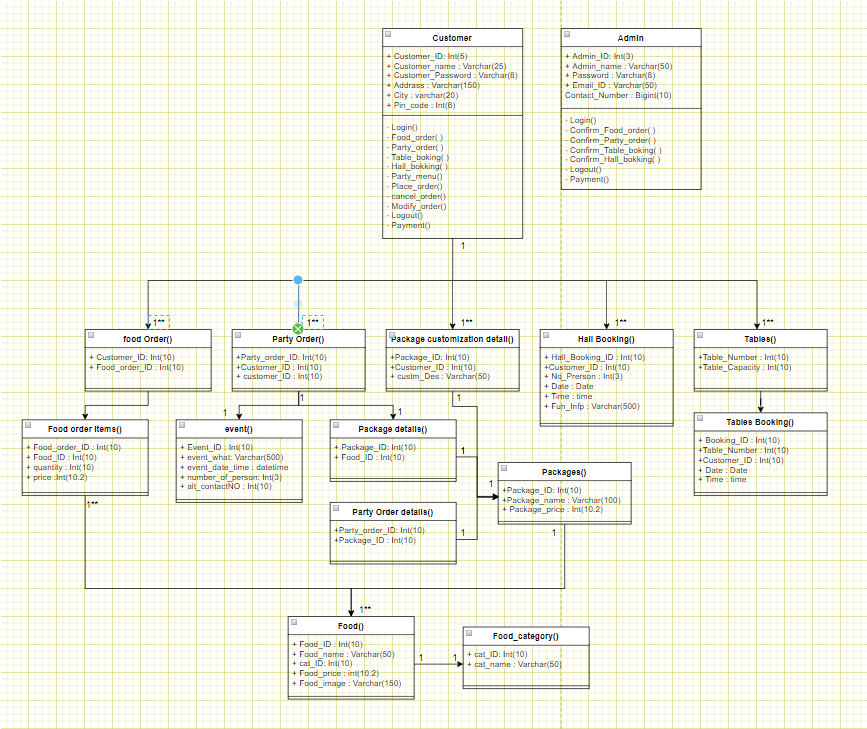 Customer
+ Customer_ID: Int(5)
+ Customer_name : Varchar(25)
+ Customer_Password : Varchar(8)
+ Addrass : Varchar(150)
+ City : varchar(20)
+ Pin_code : Int(6)
- Login()
- Food_order( )
- Party_order( )
- Table_boking( )
- Hall_bokking( )
- Party_menu()
- Place_order()
- cancel_order()
- Modify_order()
- Logout()
- Payment()
Admin
+ Admin_ID: Int(3)
+ Admin_name : Varchar(50)
+ Password : Varchar(8)
+ Email_ID : Varchar(50)
Contact_Number : Bigint(10)
- Login()
- Confirm_Food_order( )
- Confirm_Party_order( )
- Confirm_Table_boking( )
- Confirm_Hall_bokking( )
- Logout()
- Payment()
1
1**
1**
1**
1**
1**
food Order()
+ Customer_ID: Int(10)
+ Food_order_ID : Int(10)
Party Order()
+Party_order_ID: Int(10)
+Customer_ID: Int(10)
+ customer_ID : Int(10)
Package customization detail()
+Package_ID: Int(10)
+Customer_ID : Int(10)
+ custm_Des : Varchar(50)
Hall Booking()
+ Hall_Booking_ID : Int(10)
+Customer_ID: Int(10)
+ No_Prerson : Int(3)
+ Date : Date
+ Time : time
+ Fun_Infp : Varchar(500)
Tables()
+Table_Number : Int(10)
+Table_Capacity : Int(10)
1
1
1
1
Food order Items()
+ Food_order_ID : Int(10)
+ Food_ID : Int(10)
+ quantity : Int(10)
+ price :Int(10.2)
event()
+ Event_ID : Int(10)
+ event_what: Varchar(500)
+ event_date_time : datetime
+ number_of_person: Int(3)
+ alt_contactNO : Int(10)
Package details()
+ Package_ID: Int(10)
+ Food_ID : Int(10)
Tables Booking()
+ Booking_ID : Int(10)
+Table_Number : Int(10)
+Customer_ID : Int(10)
+ Date : Date
+ Time : time
1
1
Packages()
+Package_ID: Int(10)
+Package_name : Varchar(100)
+ Package_price : Int(10.2)
1**
Party Order details()
+Party_order_ID: Int(10)
+Package_ID : Int(10)
1
1
1**
Food()
+ Food_ID : Int(10)
+ Food_name : Varchar(50)
+ cat_ID: Int(10)
+ Food_price : int(10.2)
+ Food_image : Varchar(150)
1
1
Food_category()
+ cat_ID: Int(10)
+ cat_name : Varchar(50)